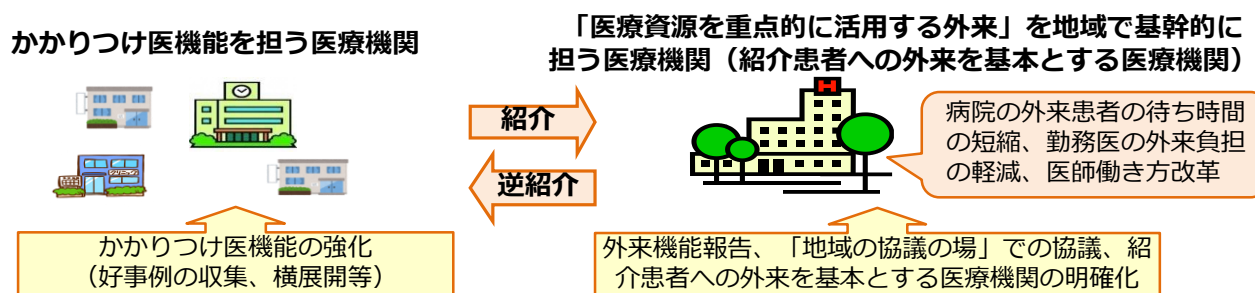 かかりつけ医機能を担う医療機関
「医療資源を重点的に活用する外来」を地域で基幹的に
担う医療機関（紹介患者への外来を基本とする医療機関）
H
クリニック
紹介
逆紹介
病院の外来患者の待ち時間
の短縮、勤務医の外来負担
の軽減、医師働き方改革
かかりつけ医機能の強化
（好事例の収集、横展開等）
外来機能報告、「地域の協議の場」での協議、紹
介患者への外来を基本とする医療機関の明確化